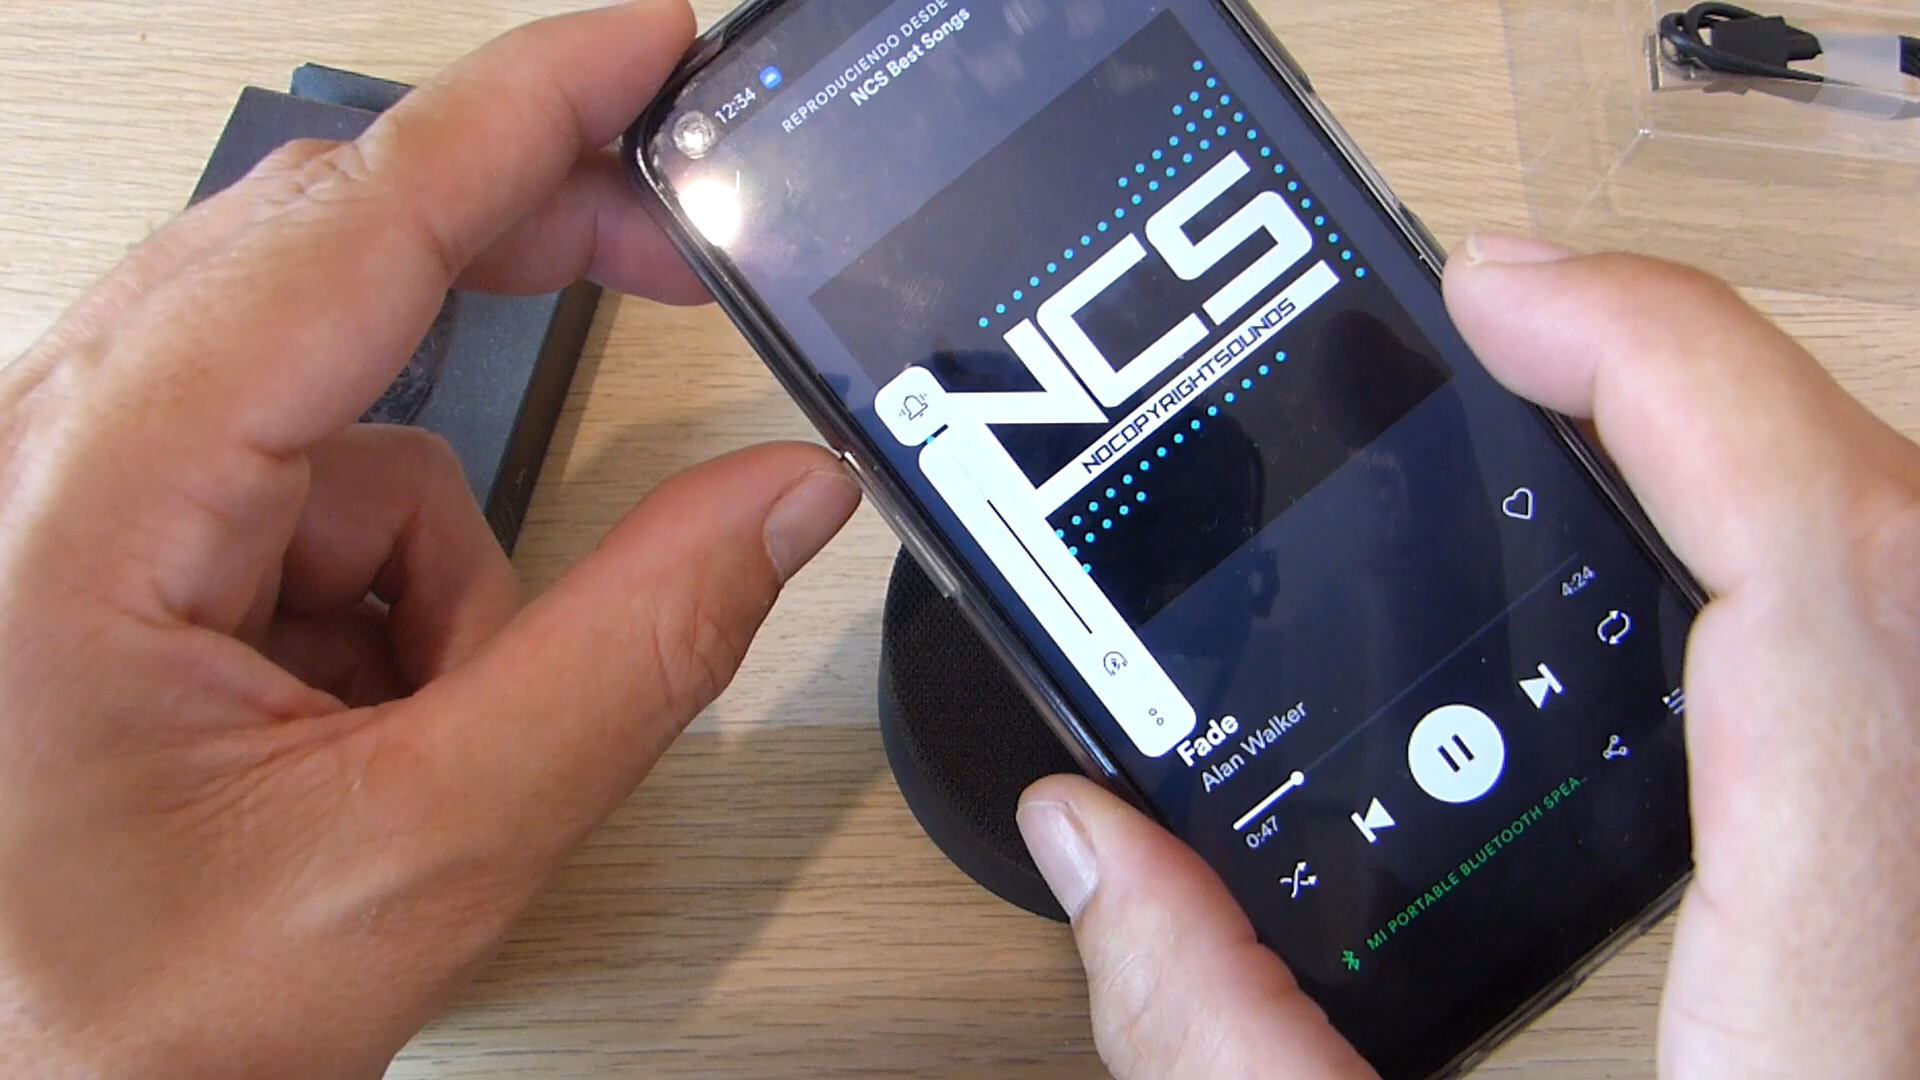 12:34
REPRODUCIENDO DESDE
NCS Best Songs
NCS
NOCOPYRIGHTSOUNDS
Fade
Alan Walker
0:47
4:24
MI PORTABLE BLUETOOTH SPEA...